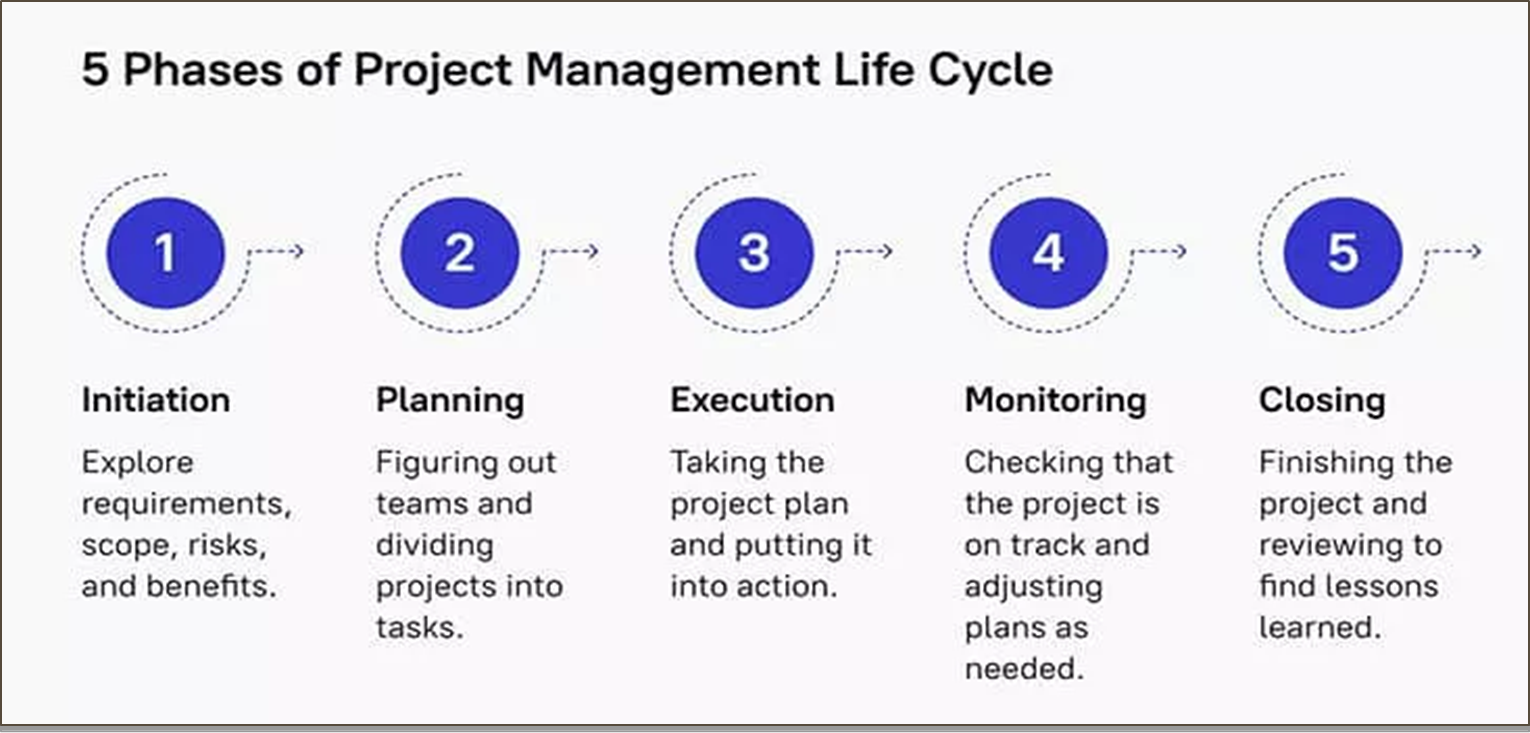 5 Phases of Project Management Life Cycle
1
2
3
4
5
Initiation
Explore
requirements,
scope, risks,
and benefits.
Planning
Figuring out
teams and
dividing
projects into
tasks.
Execution
Taking the
project plan
and putting it
into action.
Monitoring
Checking that
the project is
on track and
adjusting
plans as
needed.
Closing
Finishing the
project and
reviewing to
find lessons
learned.